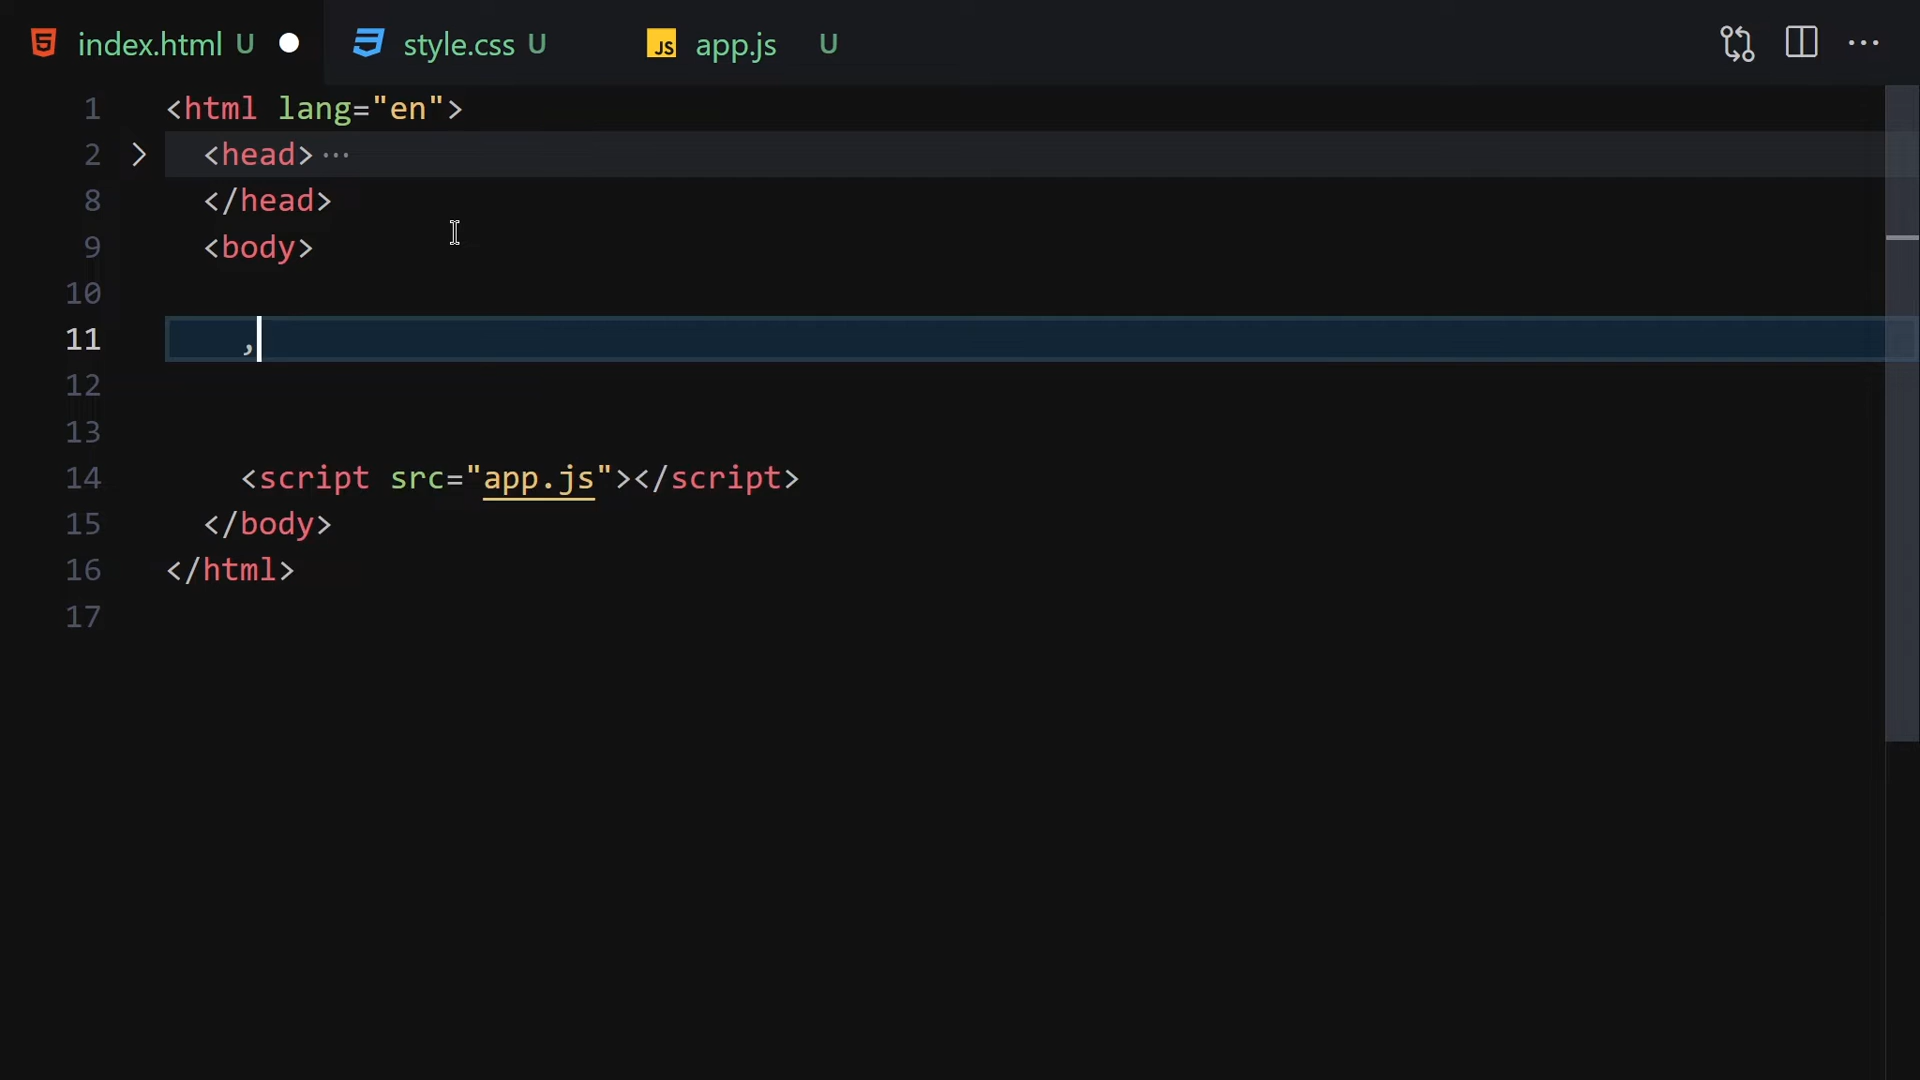 index.html U ● style.css U JS app.js U ···
1 <html lang="en">
2 > <head> ···
8 </head>
9 <body>
10
11 ,
12
13
14 <script src="app.js"></script>
15 </body>
16 </html>
17